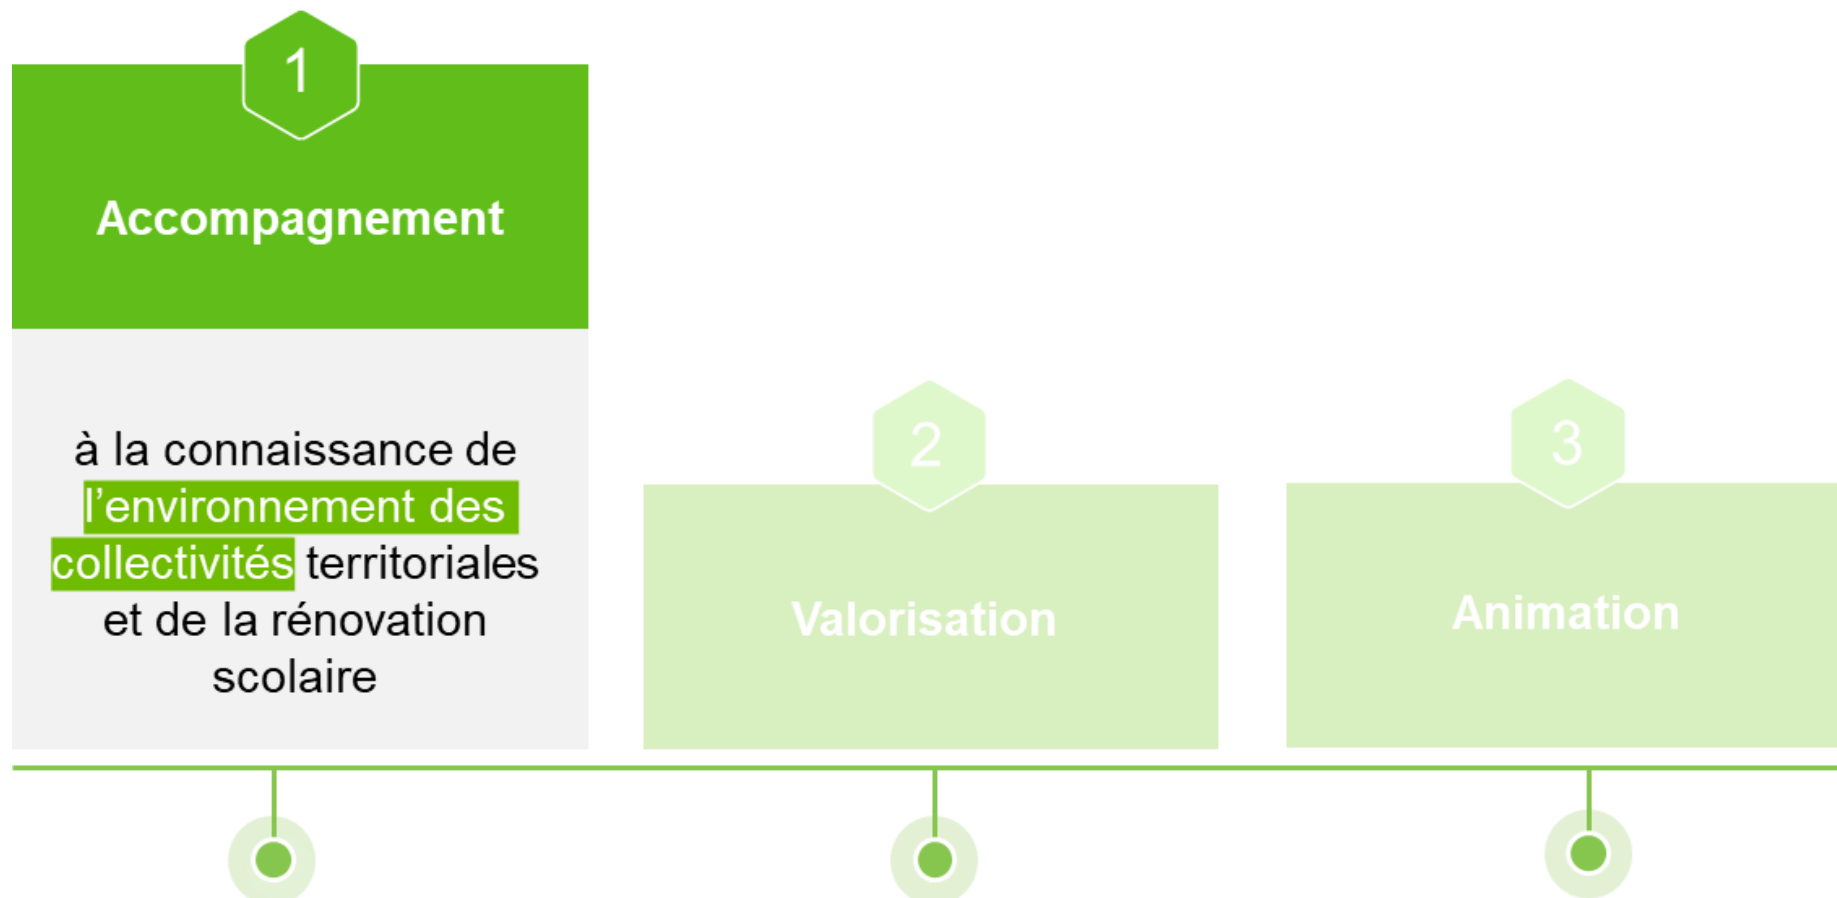 1
Accompagnement
à la connaissance de
l’environnement des
collectivités territoriales
et de la rénovation
scolaire
2
Valorisation
3
Animation